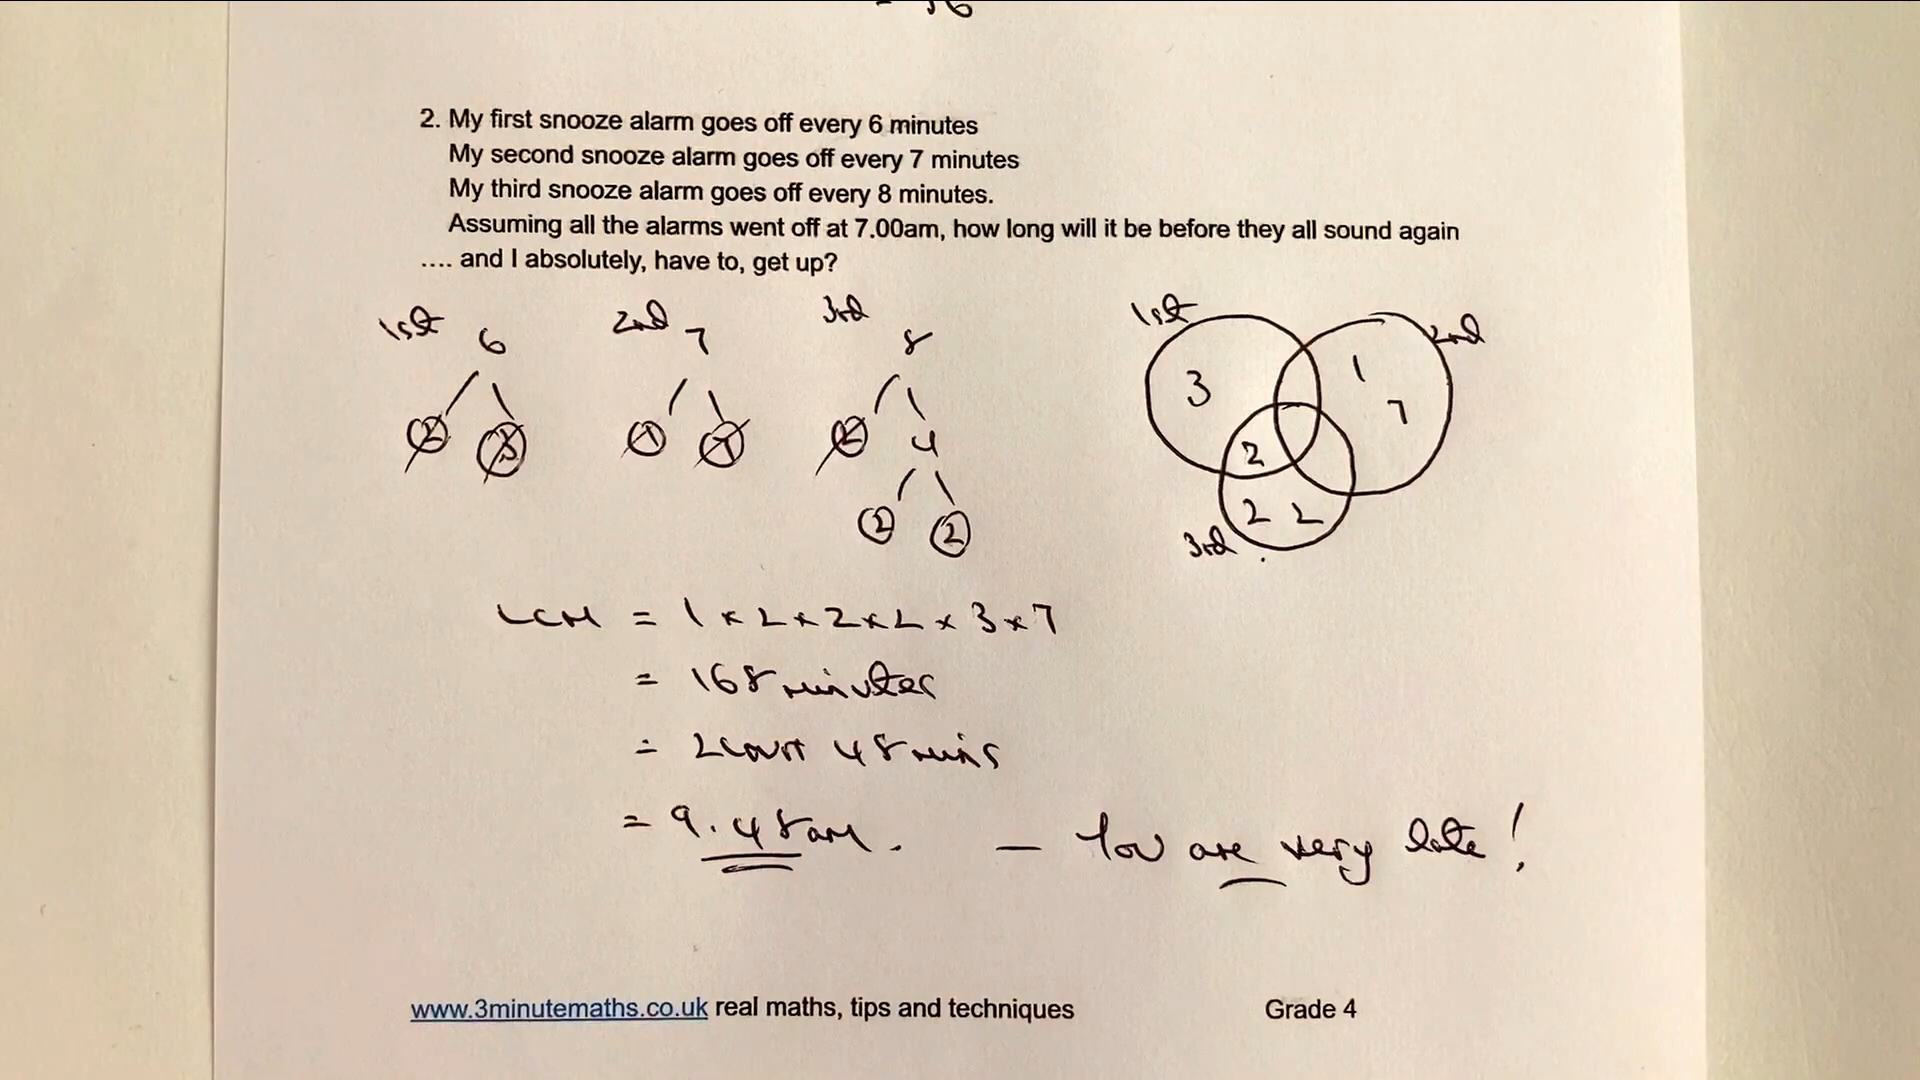 2. My first snooze alarm goes off every 6 minutes
My second snooze alarm goes off every 7 minutes
My third snooze alarm goes off every 8 minutes.
Assuming all the alarms went off at 7.00am, how long will it be before they all sound again
.... and I absolutely, have to, get up?
1st 6 2nd 7 3rd 8
2 3 1 7 2 4
2 2
1st 2nd
3 1 7
2
2 2
3rd
LCM = 1 x 2 x 2 x 2 x 3 x 7
= 168 minutes
= 2 hours 48 mins
= 9.48am. – You are very late!
www.3minutemaths.co.uk real maths, tips and techniques Grade 4